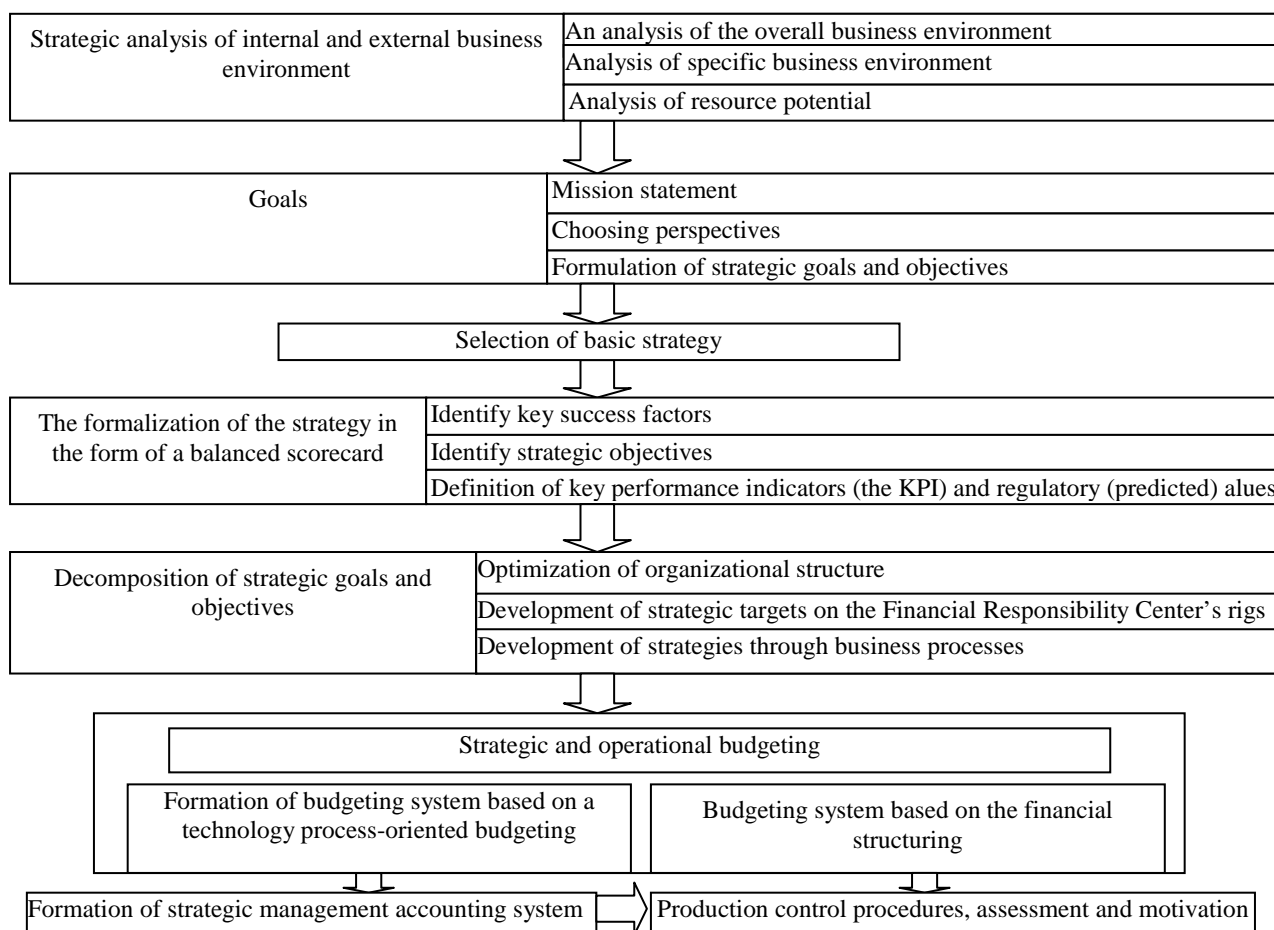 Strategic analysis of internal and external business
environment
An analysis of the overall business environment
Analysis of specific business environment
Analysis of resource potential
Goals
Mission statement
Choosing perspectives
Formulation of strategic goals and objectives
Selection of basic strategy
The formalization of the strategy in
the form of a balanced scorecard
Identify key success factors
Identify strategic objectives
Definition of key performance indicators (the KPI) and regulatory (predicted) alues
Decomposition of strategic goals and
objectives
Optimization of organizational structure
Development of strategic targets on the Financial Responsibility Center's rigs
Development of strategies through business processes
Strategic and operational budgeting
Formation of budgeting system based on a
technology process-oriented budgeting
Budgeting system based on the financial
structuring
Formation of strategic management accounting system
Production control procedures, assessment and motivation